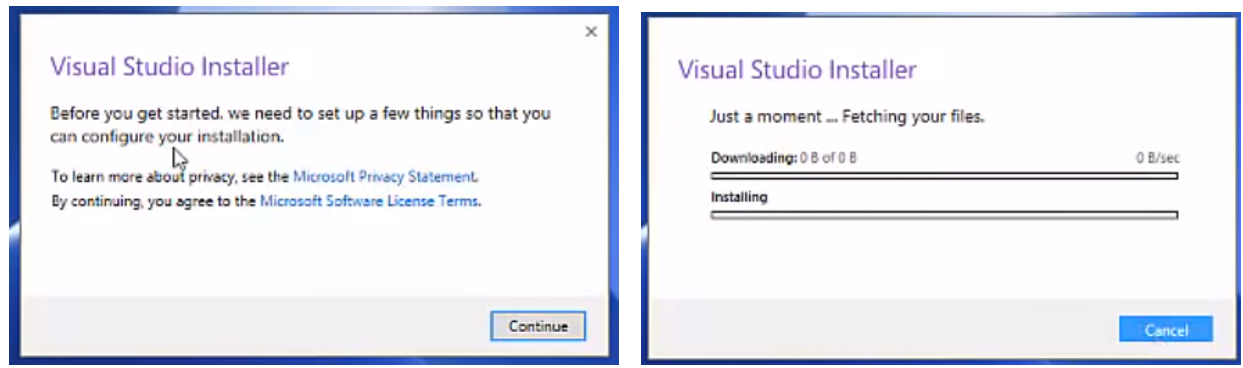 Visual Studio Installer
Before you get started, we need to set up a few things so that you
can configure your installation.
To learn more about privacy, see the Microsoft Privacy Statement.
By continuing, you agree to the Microsoft Software License Terms.
Continue
Visual Studio Installer
Just a moment ... Fetching your files.
Downloading: 0 B of 0 B 0 B/sec
Installing
Cancel